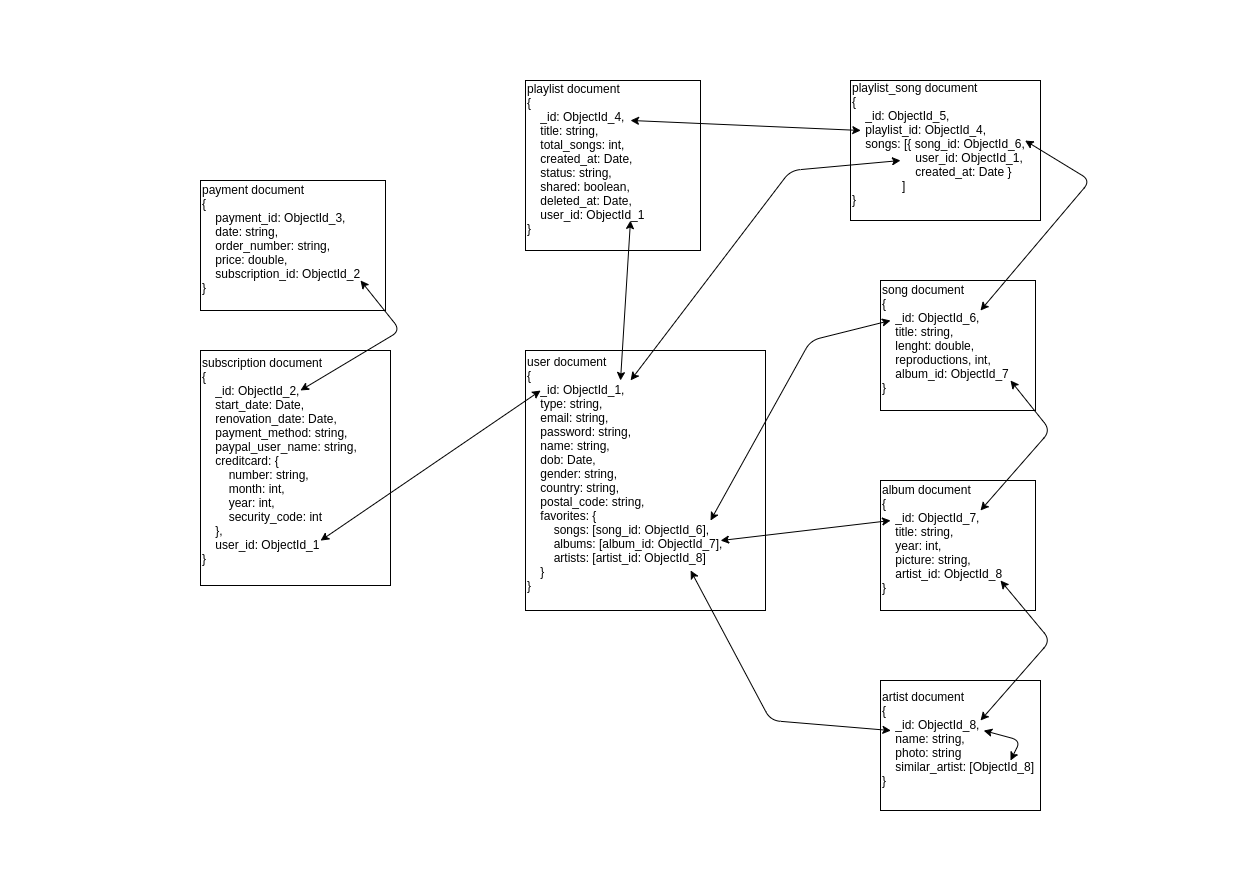 playlist document
{
_id: ObjectId_4,
title: string,
total_songs: int,
created_at: Date,
status: string,
shared: boolean,
deleted_at: Date,
user_id: ObjectId_1
}
playlist_song document
{
_id: ObjectId_5,
playlist_id: ObjectId_4,
songs: [{ song_id: ObjectId_6,
user_id: ObjectId_1,
created_at: Date }
]
}
payment document
{
payment_id: ObjectId_3,
date: string,
order_number: string,
price: double,
subscription_id: ObjectId_2
}
song document
{
_id: ObjectId_6,
title: string,
lenght: double,
reproductions, int,
album_id: ObjectId_7
}
subscription document
{
_id: ObjectId_2,
start_date: Date,
renovation_date: Date,
payment_method: string,
paypal_user_name: string,
creditcard: {
number: string,
month: int,
year: int,
security_code: int
},
user_id: ObjectId_1
}
user document
{
_id: ObjectId_1,
type: string,
email: string,
password: string,
name: string,
dob: Date,
gender: string,
country: string,
postal_code: string,
favorites: {
songs: [song_id: ObjectId_6],
albums: [album_id: ObjectId_7],
artists: [artist_id: ObjectId_8]
}
}
album document
{
_id: ObjectId_7,
title: string,
year: int,
picture: string,
artist_id: ObjectId_8
}
artist document
{
_id: ObjectId_8,
name: string,
photo: string
similar_artist: [ObjectId_8]
}